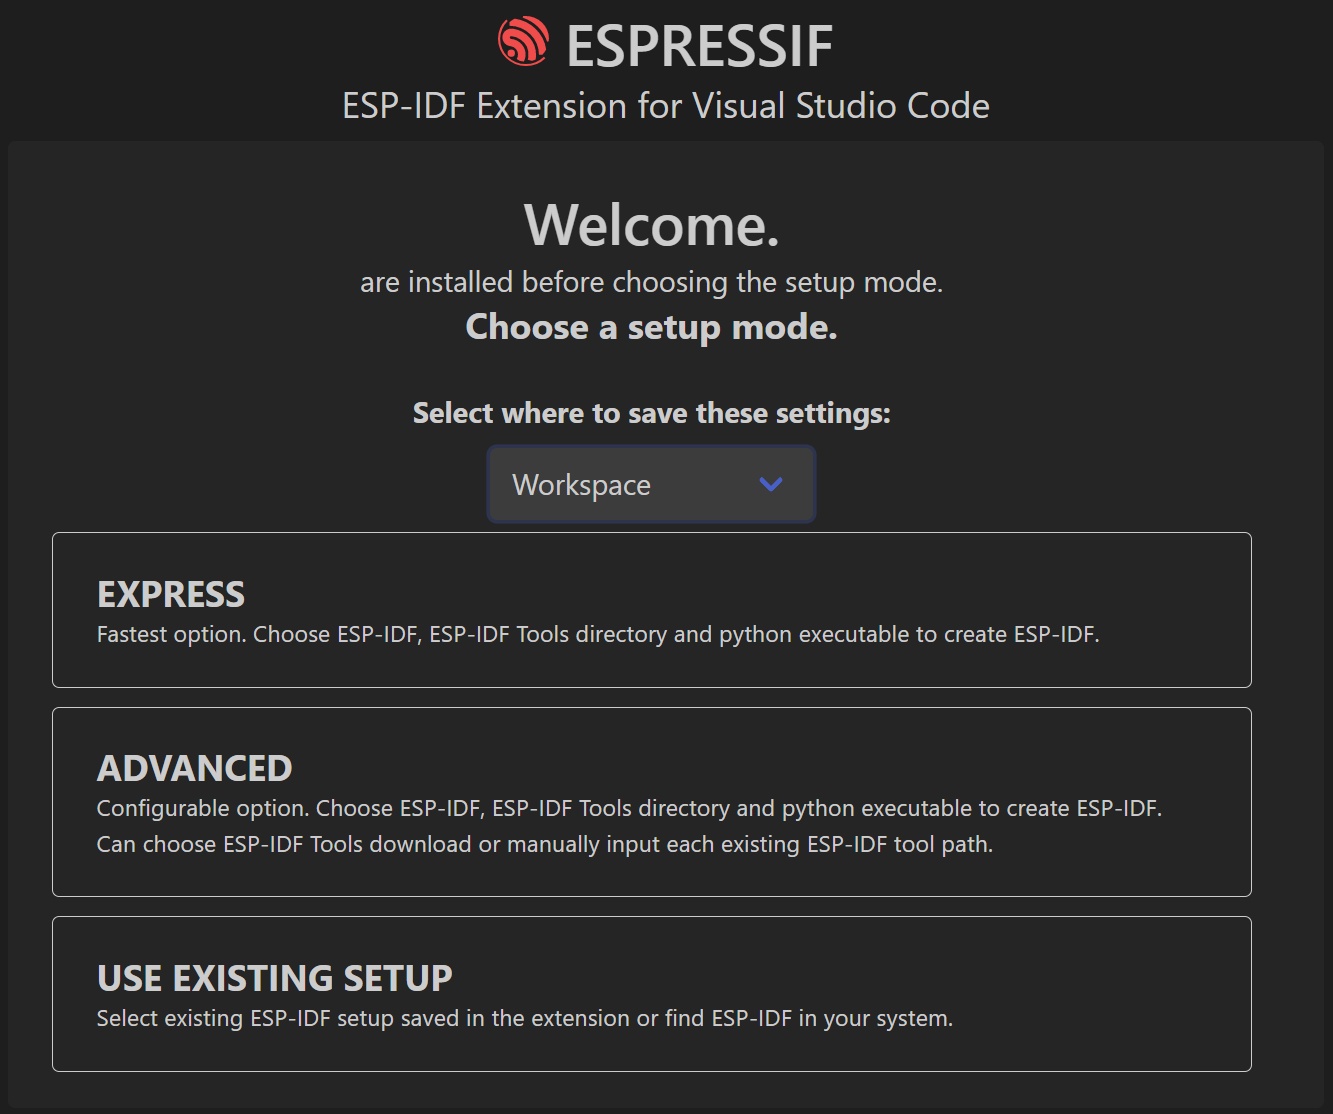 ESPRESSIF
ESP-IDF Extension for Visual Studio Code
Welcome.
are installed before choosing the setup mode.
Choose a setup mode.
Select where to save these settings:
Workspace
EXPRESS
Fastest option. Choose ESP-IDF, ESP-IDF Tools directory and python executable to create ESP-IDF.
ADVANCED
Configurable option. Choose ESP-IDF, ESP-IDF Tools directory and python executable to create ESP-IDF.
Can choose ESP-IDF Tools download or manually input each existing ESP-IDF tool path.
USE EXISTING SETUP
Select existing ESP-IDF setup saved in the extension or find ESP-IDF in your system.